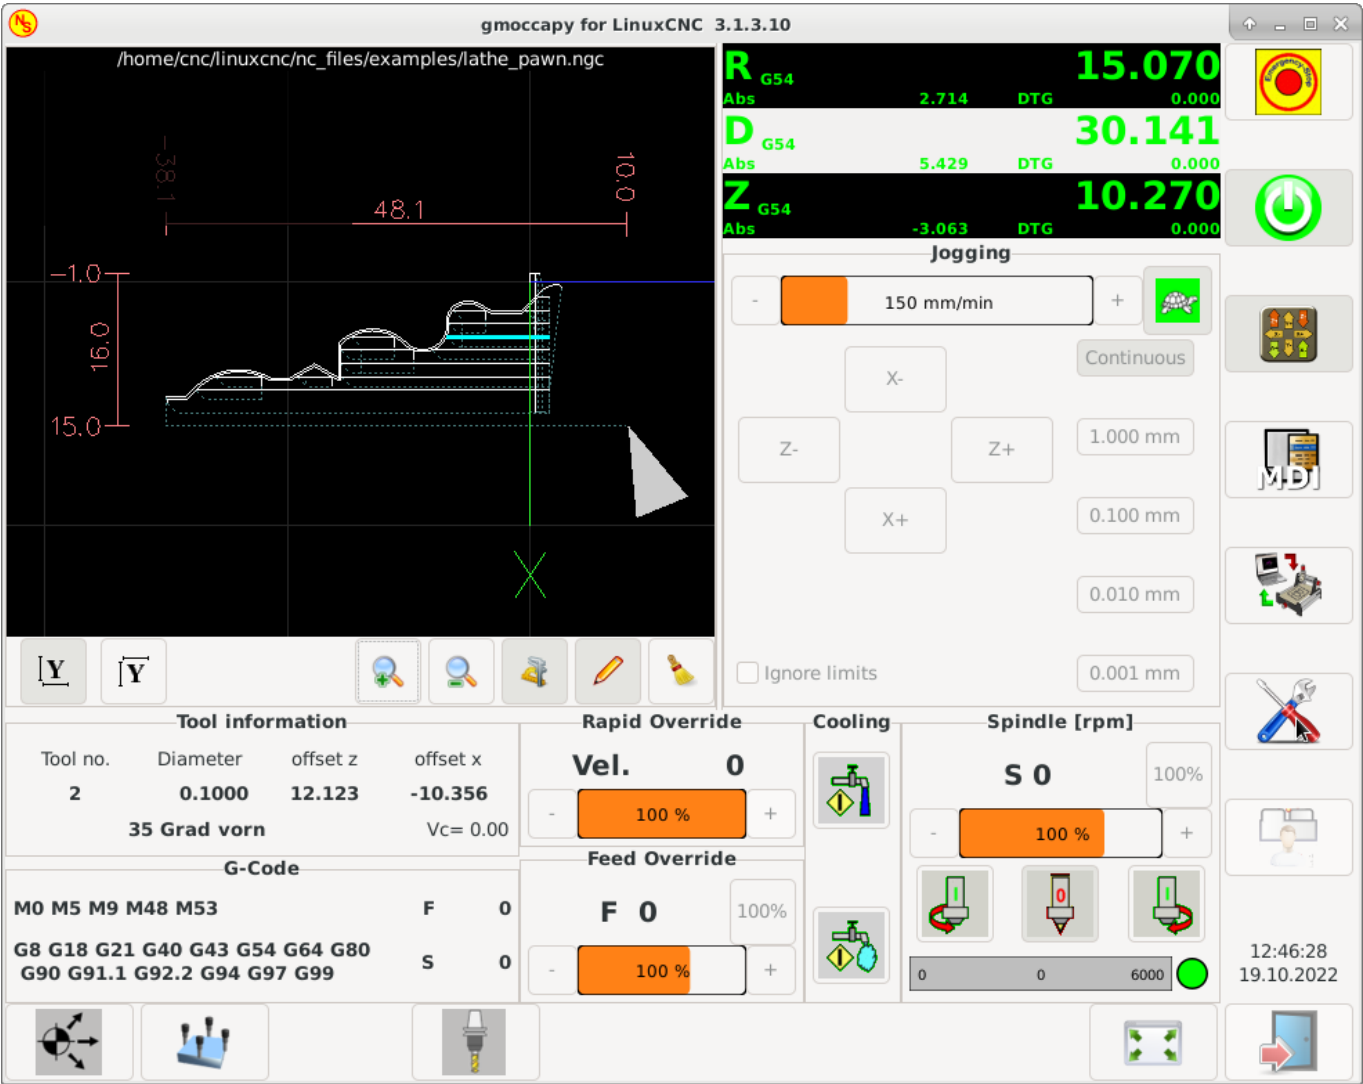 NS
gmoccapy for LinuxCNC 3.1.3.10
/home/cnc/linuxcnc/nc_files/examples/lathe_pawn.ngc
-38.1
10.0
48.1
-1.0
16.0
15.0
X
R G54 15.070
Abs 2.714 DTG 0.000
D G54 30.141
Abs 5.429 DTG 0.000
Z G54 10.270
Abs -3.063 DTG 0.000
Emergency-Stop
Jogging
- 150 mm/min +
Continuous
X-
1.000 mm
Z- Z+
0.100 mm
X+
0.010 mm
Ignore limits 0.001 mm
MDI
Y Y
Tool information
Tool no. Diameter offset z offset x
2 0.1000 12.123 -10.356
35 Grad vorn Vc= 0.00
G-Code
M0 M5 M9 M48 M53 F 0
G8 G18 G21 G40 G43 G54 G64 G80
G90 G91.1 G92.2 G94 G97 G99
S 0
Rapid Override
Vel. 0
- 100 % +
Feed Override
F 0 100%
- 100 % +
Cooling
Spindle [rpm]
S 0 100%
- 100 % +
I 0 I
0 0 6000
12:46:28
19.10.2022